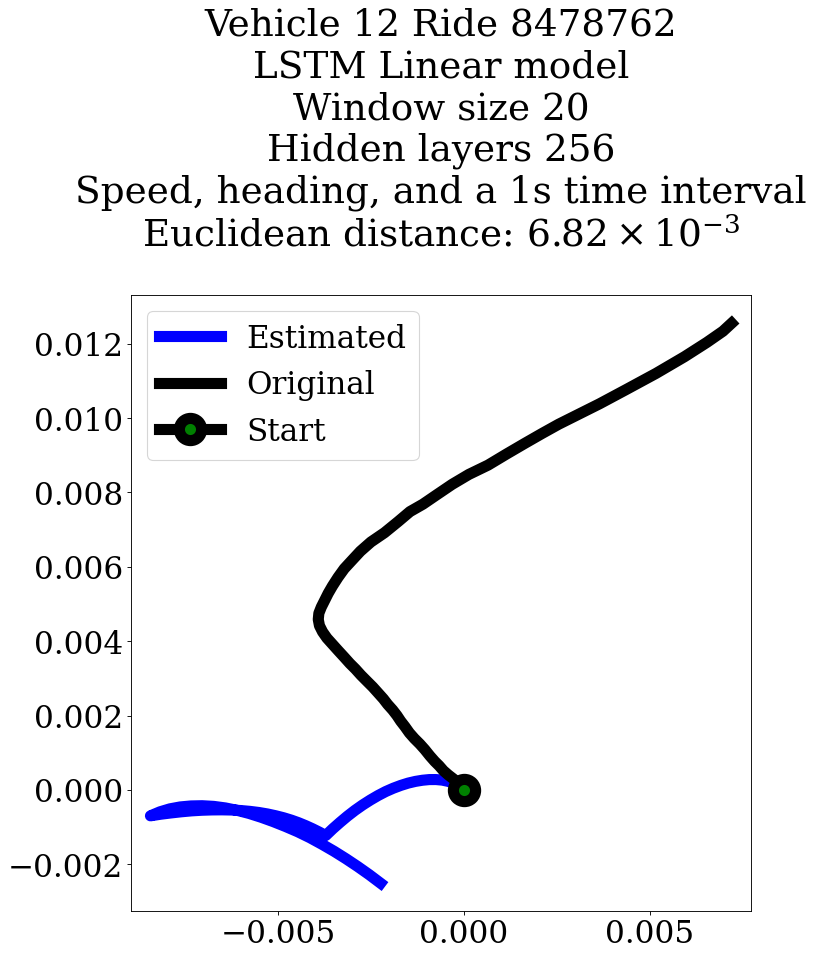 Vehicle 12 Ride 8478762
LSTM Linear model
Window size 20
Hidden layers 256
Speed, heading, and a 1s time interval
Euclidean distance: 6.82 × 10⁻³
Estimated
Original
Start
0.012
0.010
0.008
0.006
0.004
0.002
0.000
−0.002
−0.005 0.000 0.005